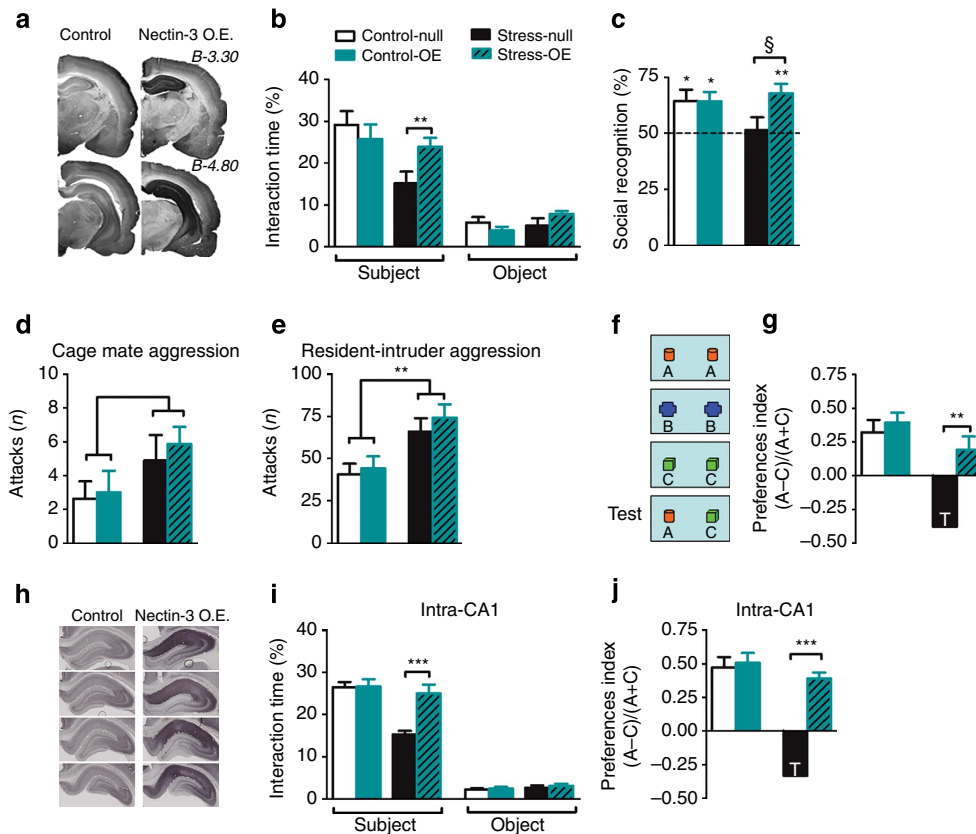 a
Control
Nectin-3 O.E.
B-3.30
B-4.80
b
Control-null
Control-OE
Stress-null
Stress-OE
Interaction time (%)
40
30
20
10
0
**
Subject
Object
c
Social recognition (%)
75
50
25
0
*
*
§
**
d
Cage mate aggression
Attacks (n)
10
8
6
4
2
0
e
Resident-intruder aggression
Attacks (n)
100
75
50
25
0
**
f
A A
B B
C C
Test
A C
g
Preferences index
(A–C)/(A+C)
0.75
0.50
0.25
0.00
–0.25
–0.50
**
h
Control
Nectin-3 O.E.
i
Intra-CA1
Interaction time (%)
40
30
20
10
0
***
Subject
Object
j
Intra-CA1
Preferences index
(A–C)/(A+C)
0.75
0.50
0.25
0.00
–0.25
–0.50
***